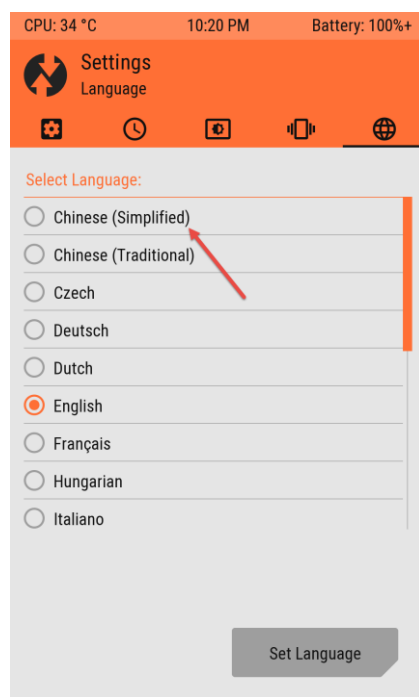 CPU: 34 °C 10:20 PM Battery: 100%+
Settings
Language
Select Language:
Chinese (Simplified)
Chinese (Traditional)
Czech
Deutsch
Dutch
English
Français
Hungarian
Italiano
Set Language